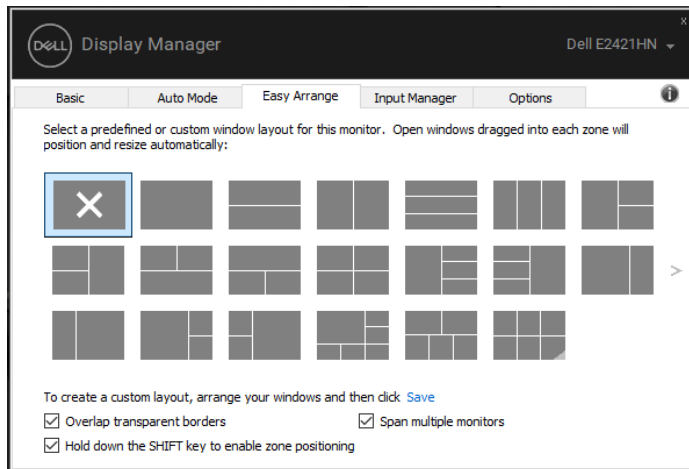 x
DELL Display Manager Dell E2421HN
Basic Auto Mode Easy Arrange Input Manager Options i
Select a predefined or custom window layout for this monitor. Open windows dragged into each zone will
position and resize automatically:
To create a custom layout, arrange your windows and then click Save
Overlap transparent borders Span multiple monitors
Hold down the SHIFT key to enable zone positioning